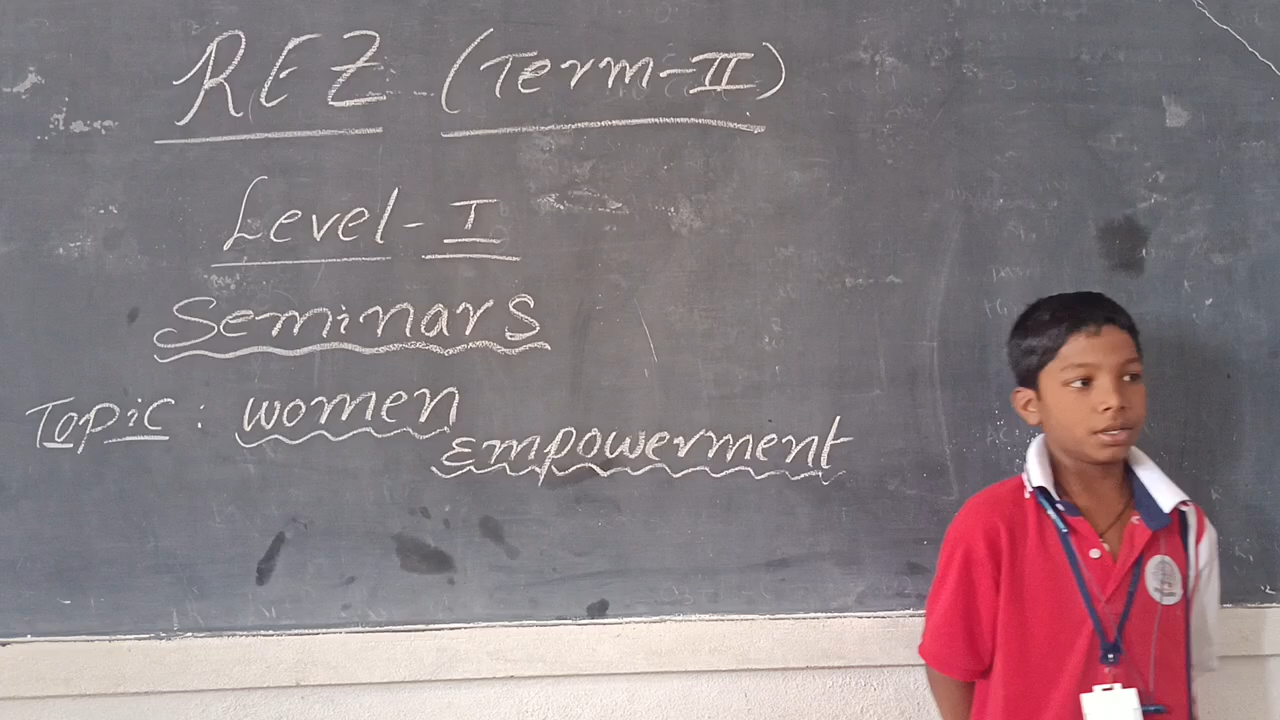 REZ (Term-II)
Level-I
Seminars
Topic: women
Empowerment